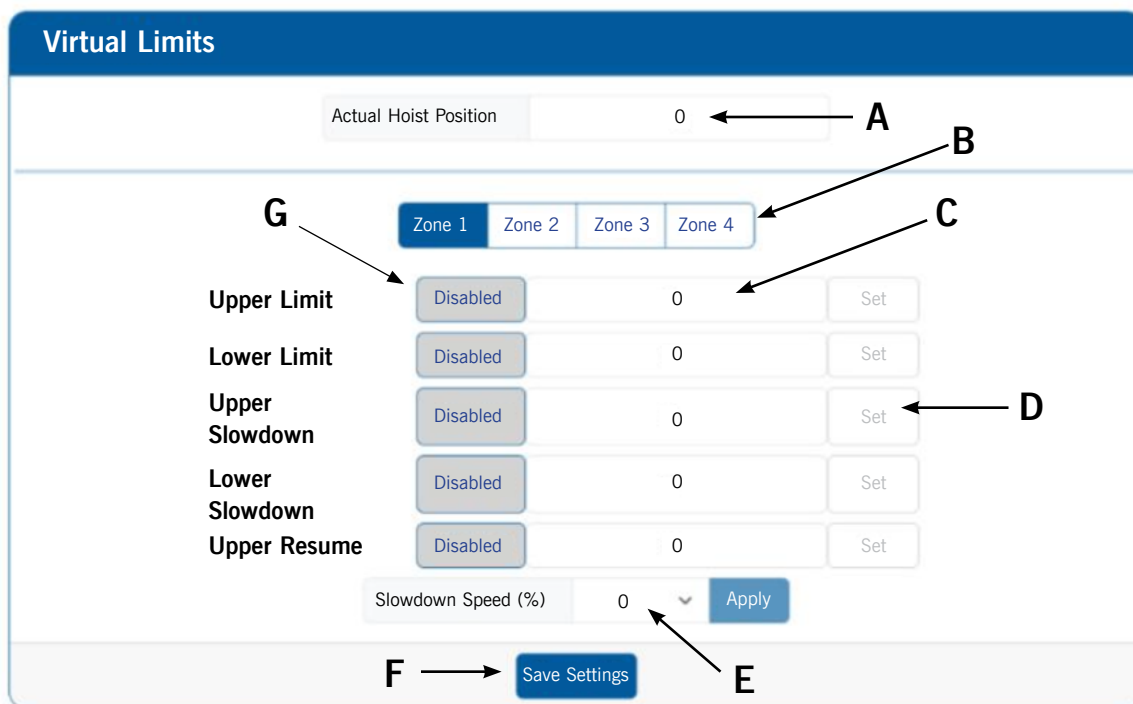 Virtual Limits
Actual Hoist Position 0 A
B
G C
Zone 1 Zone 2 Zone 3 Zone 4
Upper Limit Disabled 0 Set
Lower Limit Disabled 0 Set
Upper
Slowdown Disabled 0 Set D
Lower
Slowdown Disabled 0 Set
Upper Resume Disabled 0 Set
Slowdown Speed (%) 0 Apply
F Save Settings E